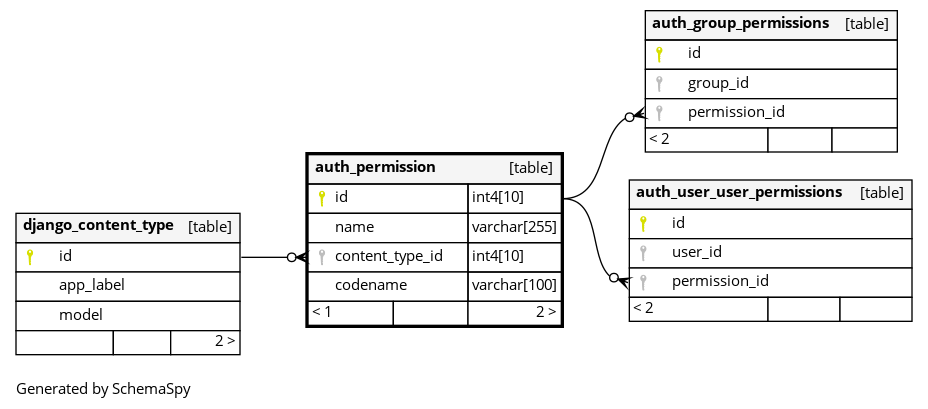 auth_group_permissions [table]
id
group_id
permission_id
< 2
auth_permission [table]
id int4[10]
name varchar[255]
content_type_id int4[10]
codename varchar[100]
< 1 2 >
auth_user_user_permissions [table]
id
user_id
permission_id
< 2
django_content_type [table]
id
app_label
model
2 >
Generated by SchemaSpy